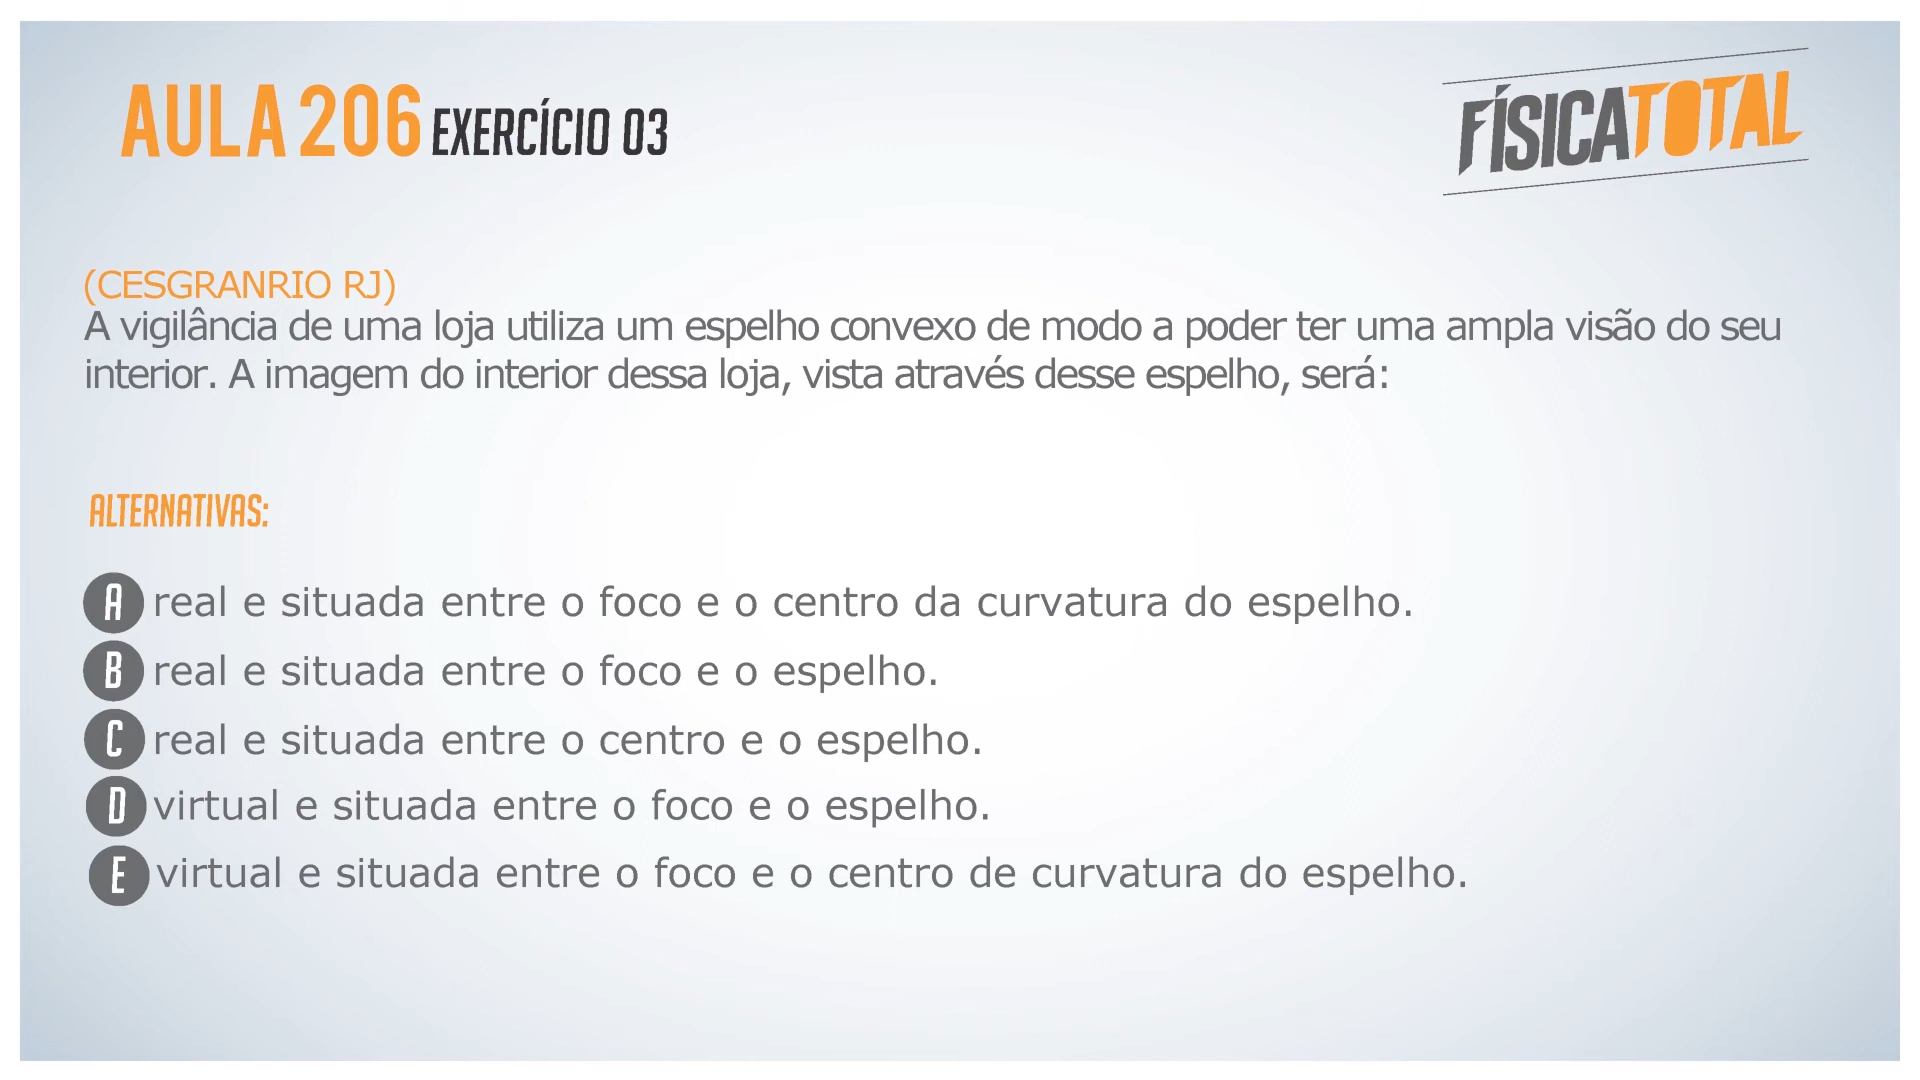 AULA 206 EXERCÍCIO 03
FÍSICATOTAL
(CESGRANRIO RJ)
A vigilância de uma loja utiliza um espelho convexo de modo a poder ter uma ampla visão do seu
interior. A imagem do interior dessa loja, vista através desse espelho, será:
ALTERNATIVAS:
A real e situada entre o foco e o centro da curvatura do espelho.
B real e situada entre o foco e o espelho.
C real e situada entre o centro e o espelho.
D virtual e situada entre o foco e o espelho.
E virtual e situada entre o foco e o centro de curvatura do espelho.